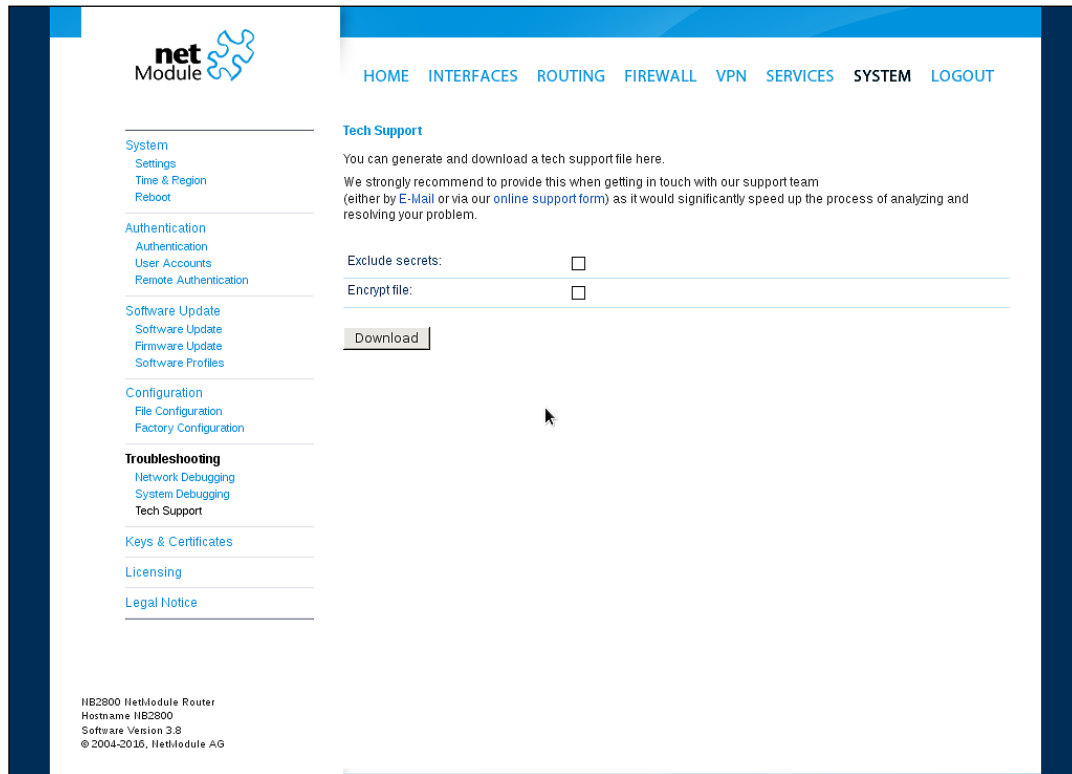 net
Module
HOME INTERFACES ROUTING FIREWALL VPN SERVICES SYSTEM LOGOUT
System
Settings
Time & Region
Reboot
Authentication
Authentication
User Accounts
Remote Authentication
Software Update
Software Update
Firmware Update
Software Profiles
Configuration
File Configuration
Factory Configuration
Troubleshooting
Network Debugging
System Debugging
Tech Support
Keys & Certificates
Licensing
Legal Notice
Tech Support
You can generate and download a tech support file here.
We strongly recommend to provide this when getting in touch with our support team
(either by E-Mail or via our online support form) as it would significantly speed up the process of analyzing and
resolving your problem.
Exclude secrets:
Encrypt file:
Download
NB2800 NetModule Router
Hostname NB2800
Software Version 3.8
© 2004-2016, NetModule AG